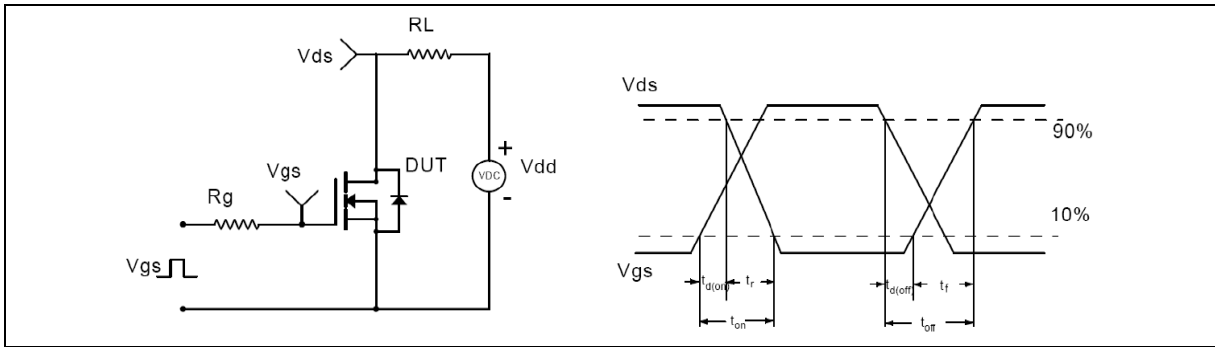 RL
Vds
Vgs
DUT
+
VDC
Vdd
-
Rg
Vgs
Vds
90%
10%
Vgs
td(on)
tr
td(off)
tf
ton
toff